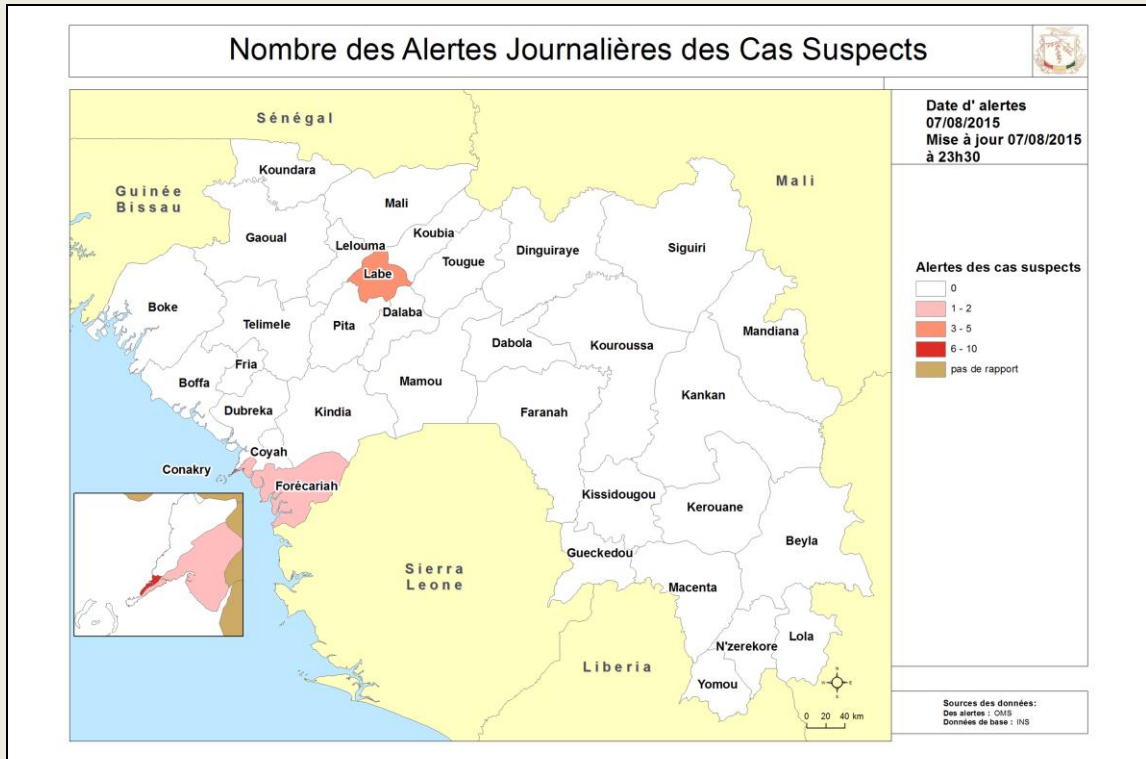 Nombre des Alertes Journalières des Cas Suspects
Date d' alertes
07/08/2015
Mise à jour 07/08/2015
à 23h30
Sénégal
Koundara
Mali
Guinée
Bissau
Mali
Gaoual
Koubia
Lelouma
Dinguiraye
Siguiri
Labe
Tougue
Boke
Telimele
Pita
Dalaba
Mandiana
Dabola
Kouroussa
Fria
Boffa
Mamou
Kankan
Dubreka
Kindia
Faranah
Coyah
Conakry
Forécariah
Kissidougou
Kerouane
Beyla
Gueckedou
Sierra
Leone
Macenta
Lola
N'zerekore
Liberia
Yomou
N
W
E
S
0 20 40 km
Alertes des cas suspects
0
1 - 2
3 - 5
6 - 10
pas de rapport
Sources des données:
Des alertes : OMS
Données de base : INS